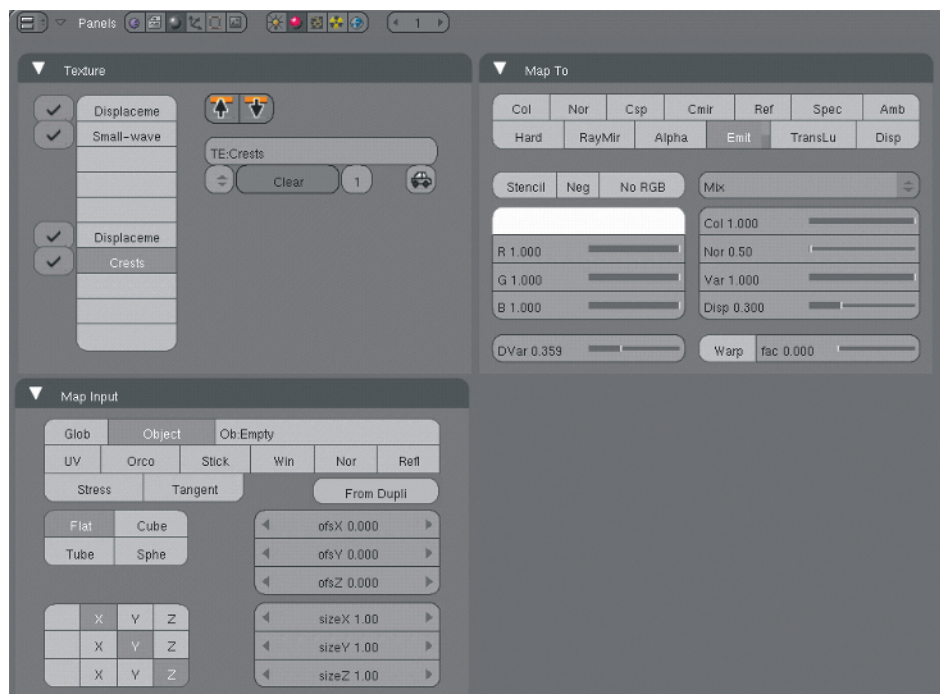 Panels 1
Texture
Displaceme
Small-wave
TE:Crests
Clear 1
Displaceme
Crests
Map To
Col Nor Csp Cmir Ref Spec Amb
Hard RayMir Alpha Emit TransLu Disp
Stencil Neg No RGB Mix
Col 1.000
R 1.000 Nor 0.50
G 1.000 Var 1.000
B 1.000 Disp 0.300
DVar 0.359 Warp fac 0.000
Map Input
Glob Object Ob:Empty
UV Orco Stick Win Nor Refl
Stress Tangent From Dupli
Flat Cube ofsX 0.000
Tube Sphe ofsY 0.000
ofsZ 0.000
X Y Z sizeX 1.00
X Y Z sizeY 1.00
X Y Z sizeZ 1.00